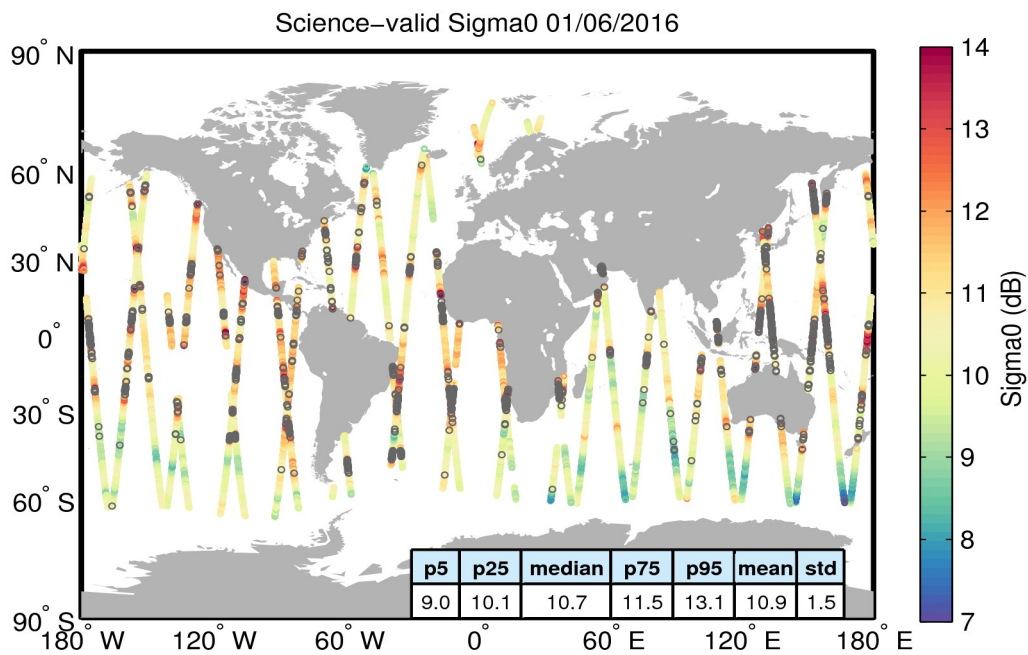 Science−valid Sigma0 01/06/2016
90° N
60° N
30° N
0°
30° S
60° S
90° S
180° W
120° W
60° W
0°
60° E
120° E
180° E
p5 p25 median p75 p95 mean std
9.0 10.1 10.7 11.5 13.1 10.9 1.5
14
13
12
11
10
9
8
7
Sigma0 (dB)